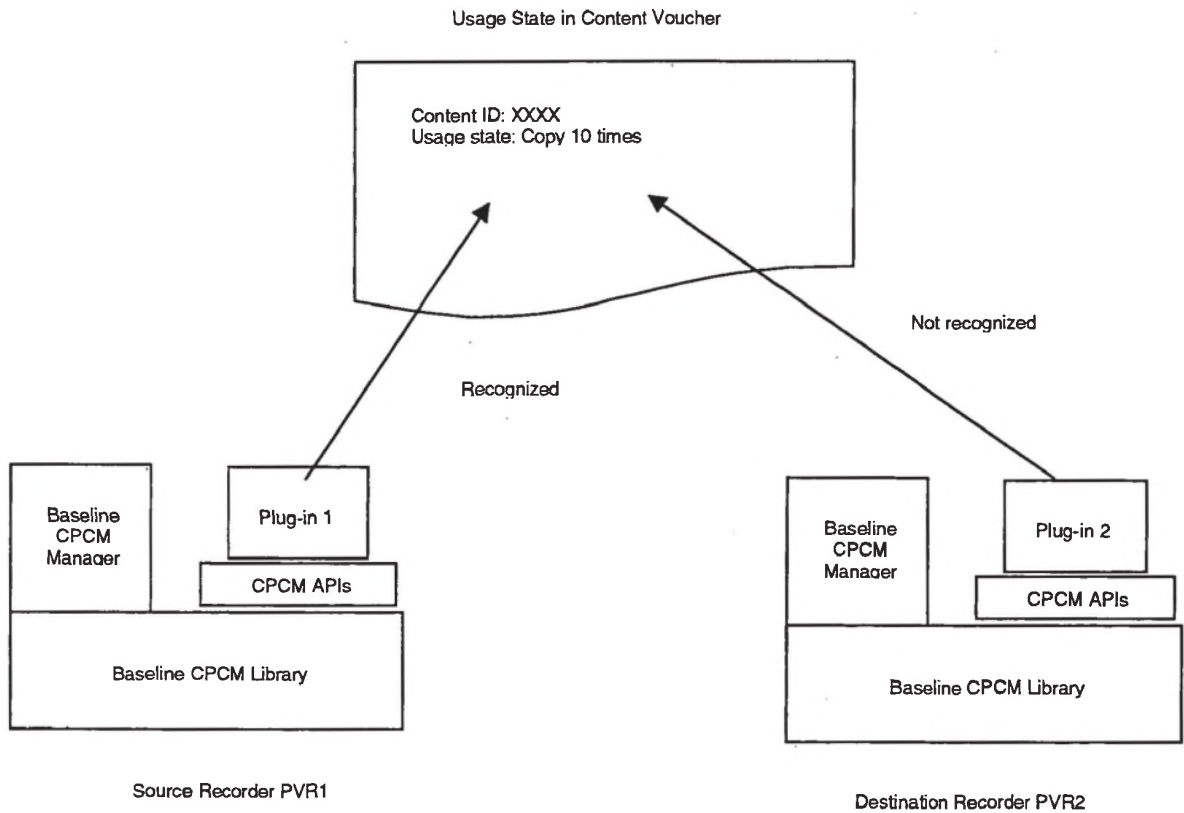 Usage State in Content Voucher
Content ID: XXXX
Usage state: Copy 10 times
Not recognized
Recognized
Baseline
CPCM
Manager
Plug-in 1
CPCM APIs
Baseline CPCM Library
Baseline
CPCM
Manager
Plug-in 2
CPCM APIs
Baseline CPCM Library
Source Recorder PVR1
Destination Recorder PVR2